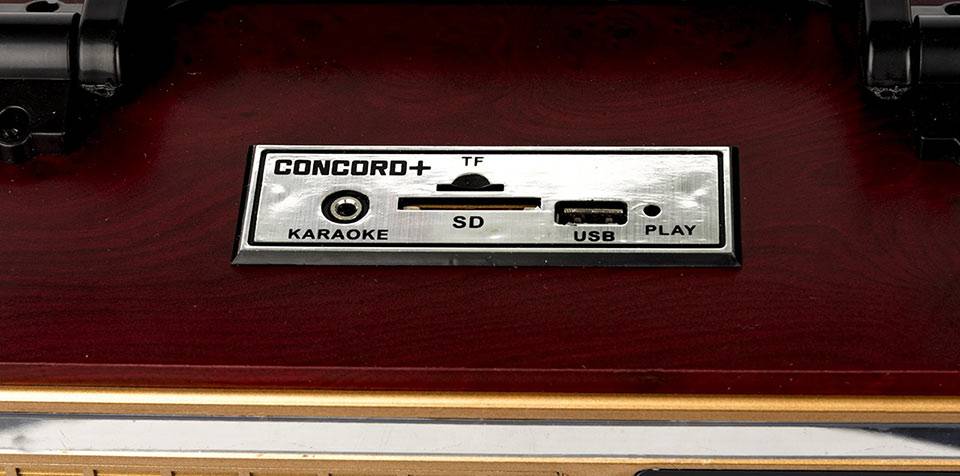 CONCORD+
TF
SD
KARAOKE
USB
PLAY